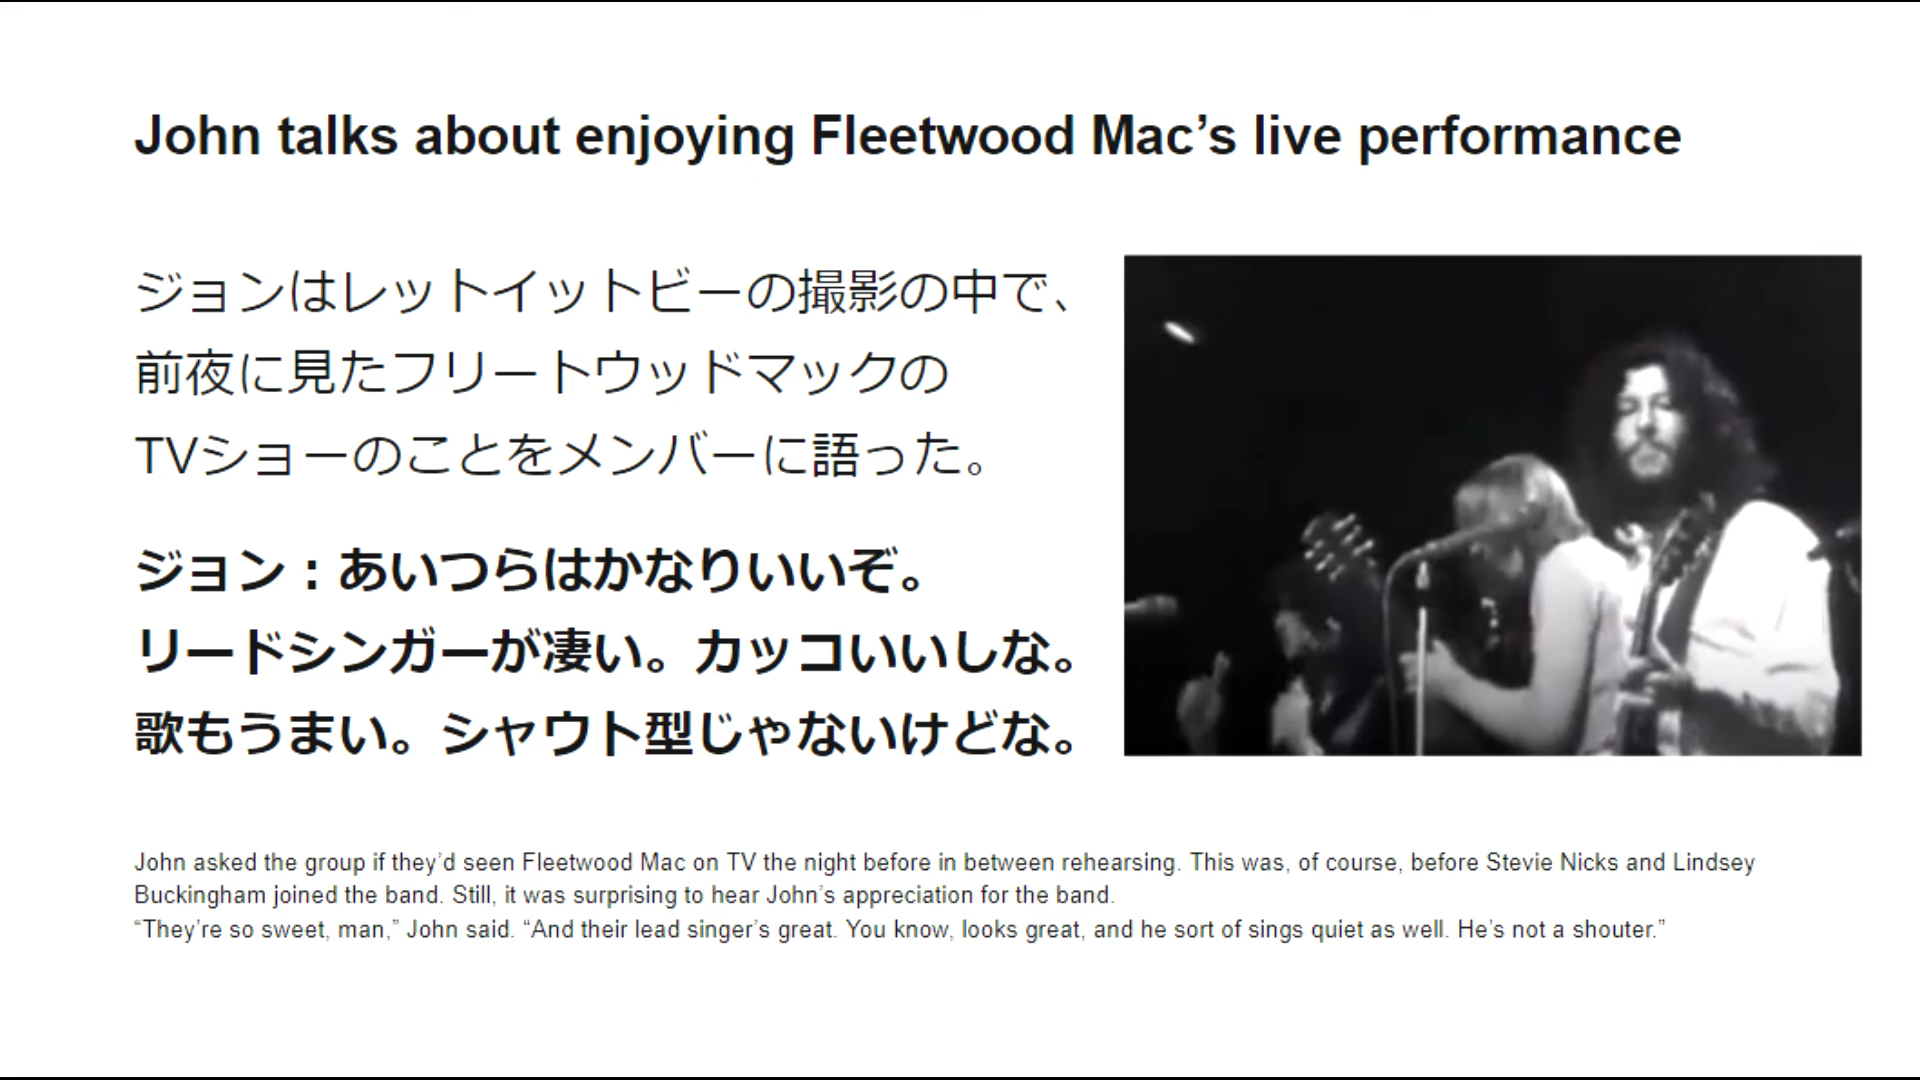 John talks about enjoying Fleetwood Mac’s live performance
ジョンはレットイットビーの撮影の中で、
前夜に見たフリートウッドマックの
TVショーのことをメンバーに語った。
ジョン：あいつらはかなりいいぞ。
リードシンガーが凄い。カッコいいしな。
歌もうまい。シャウト型じゃないけどな。
John asked the group if they’d seen Fleetwood Mac on TV the night before in between rehearsing. This was, of course, before Stevie Nicks and Lindsey
Buckingham joined the band. Still, it was surprising to hear John’s appreciation for the band.
“They’re so sweet, man,” John said. “And their lead singer’s great. You know, looks great, and he sort of sings quiet as well. He’s not a shouter.”